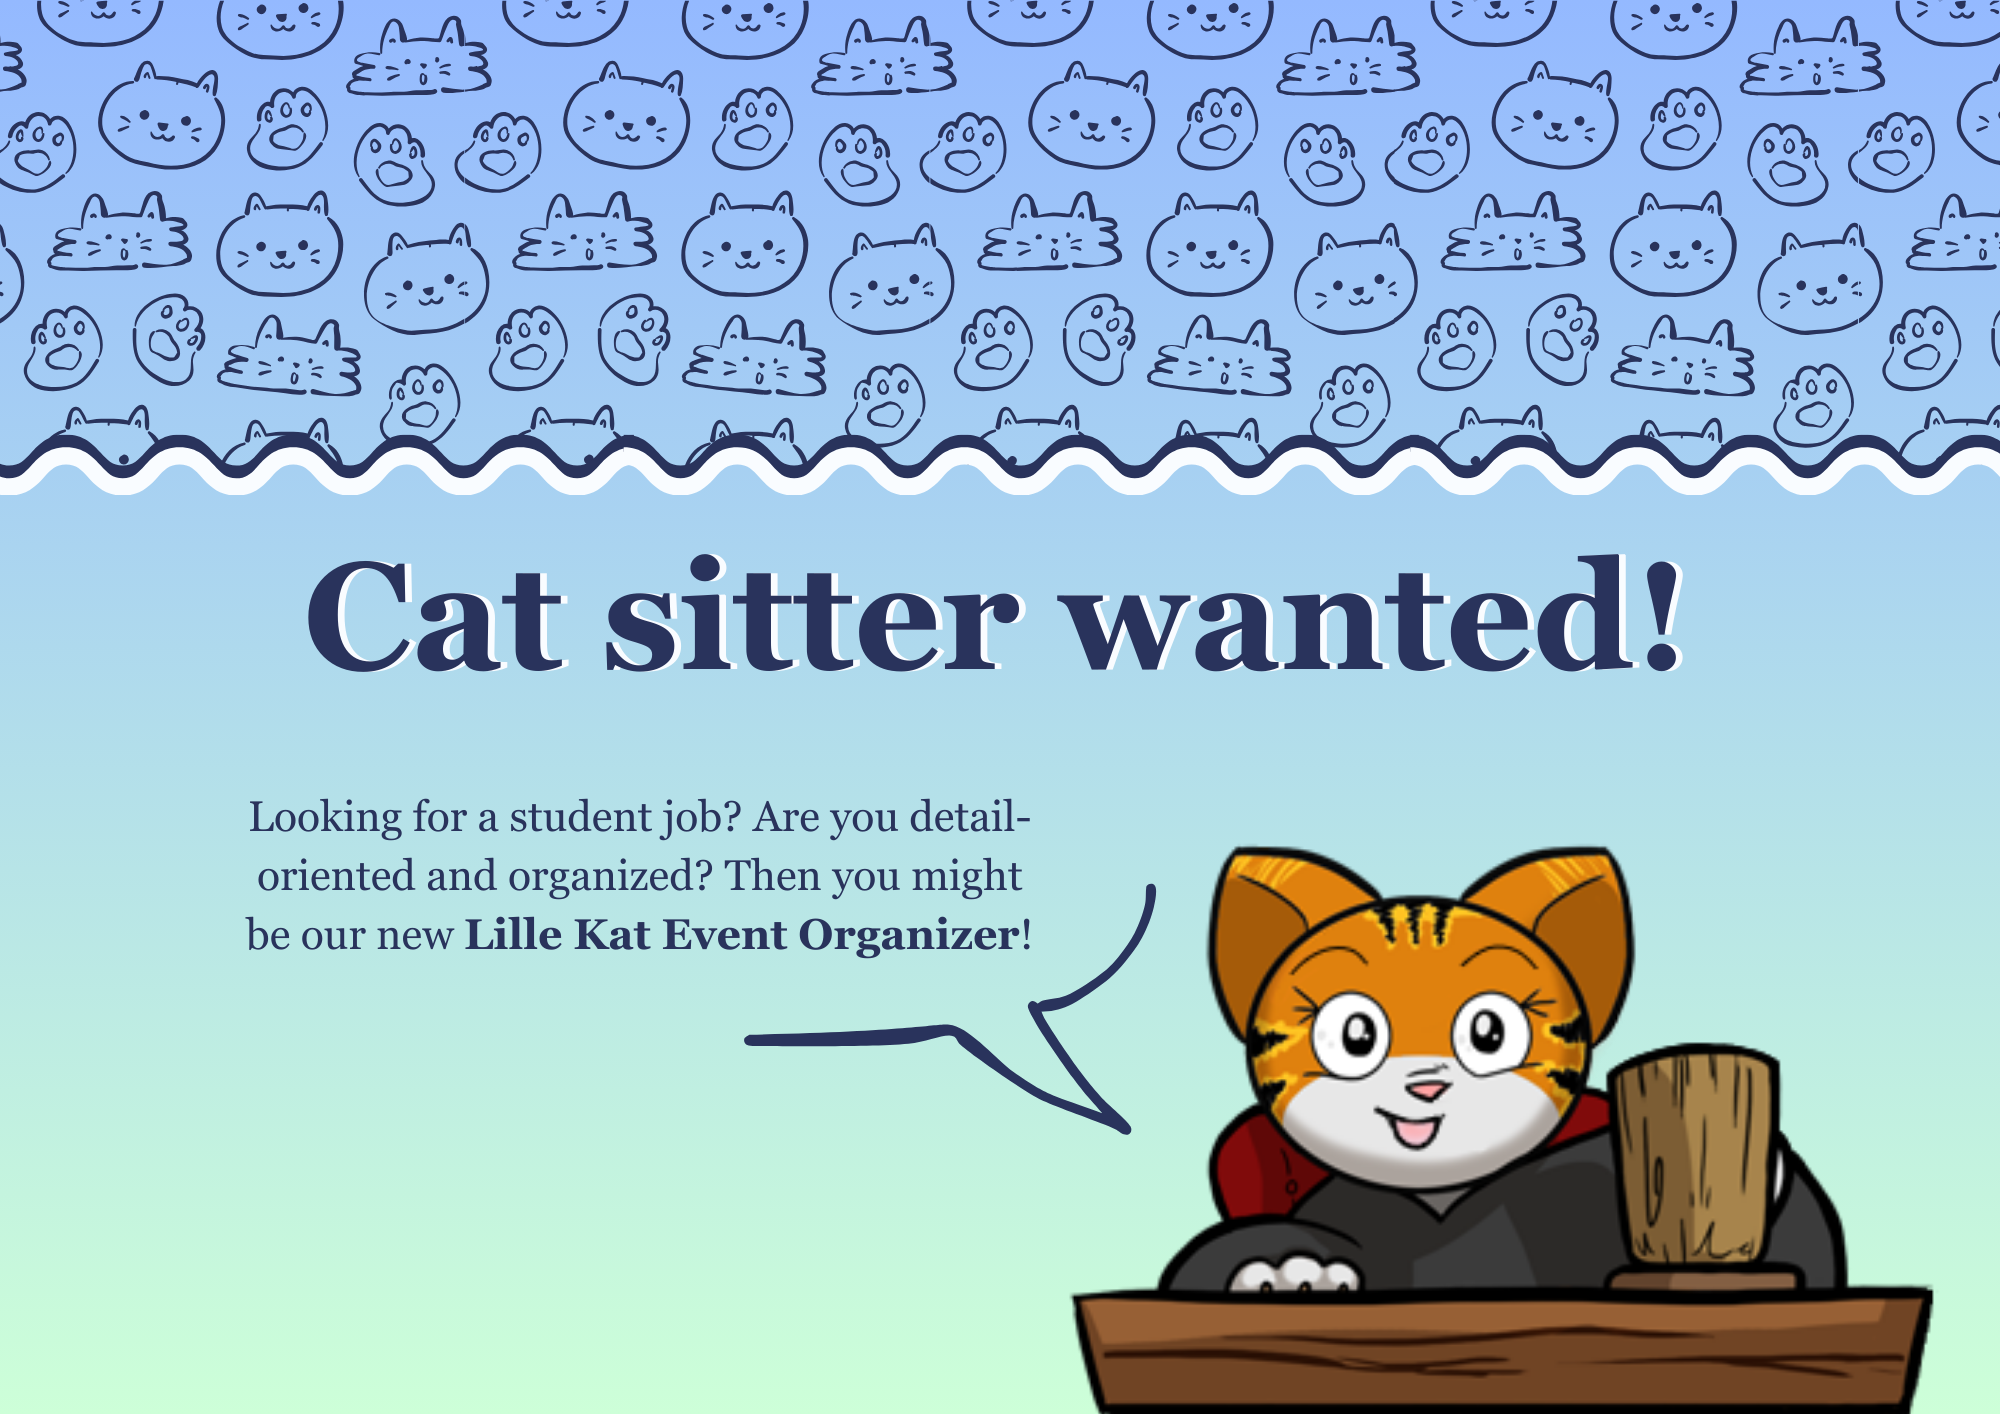 Cat sitter wanted!
Looking for a student job? Are you detail-
oriented and organized? Then you might
be our new Lille Kat Event Organizer!